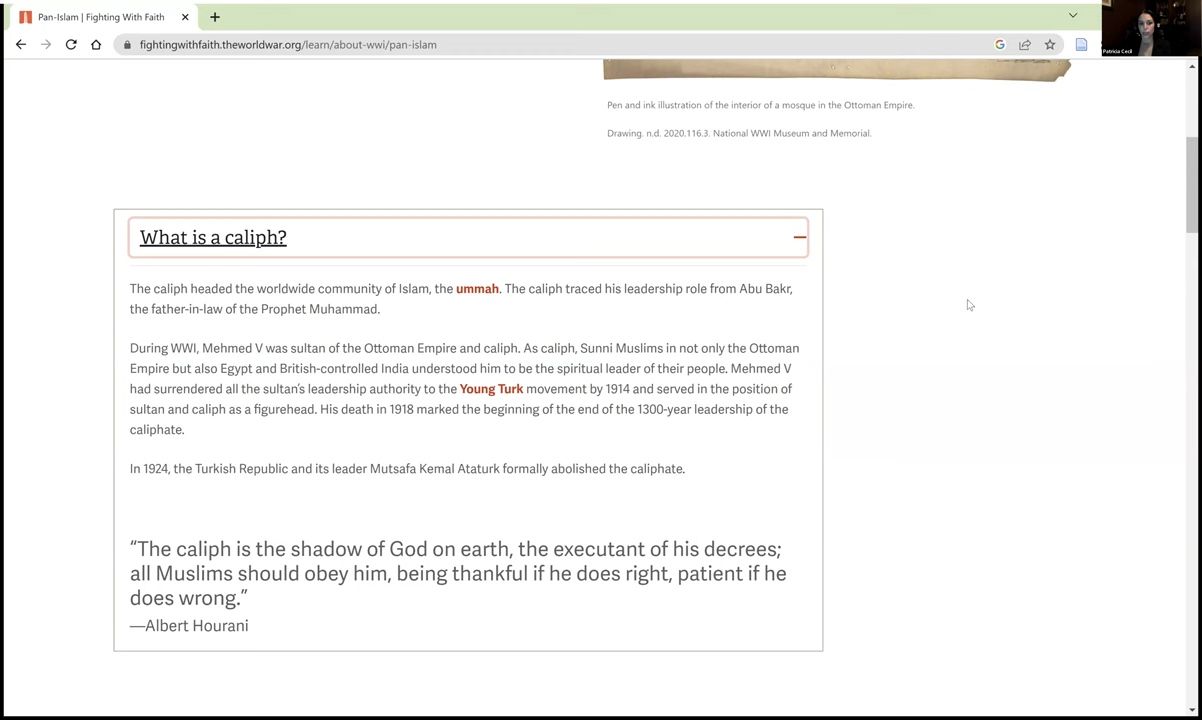 Pan-Islam | Fighting With Faith
fightingwithfaith.theworldwar.org/learn/about-wwi/pan-islam
Patricia Cecil
Pen and ink illustration of the interior of a mosque in the Ottoman Empire.
Drawing. n.d. 2020.116.3. National WWI Museum and Memorial.
What is a caliph?
The caliph headed the worldwide community of Islam, the ummah. The caliph traced his leadership role from Abu Bakr,
the father-in-law of the Prophet Muhammad.
During WWI, Mehmed V was sultan of the Ottoman Empire and caliph. As caliph, Sunni Muslims in not only the Ottoman
Empire but also Egypt and British-controlled India understood him to be the spiritual leader of their people. Mehmed V
had surrendered all the sultan's leadership authority to the Young Turk movement by 1914 and served in the position of
sultan and caliph as a figurehead. His death in 1918 marked the beginning of the end of the 1300-year leadership of the
caliphate.
In 1924, the Turkish Republic and its leader Mutsafa Kemal Ataturk formally abolished the caliphate.
“The caliph is the shadow of God on earth, the executant of his decrees;
all Muslims should obey him, being thankful if he does right, patient if he
does wrong.”
—Albert Hourani